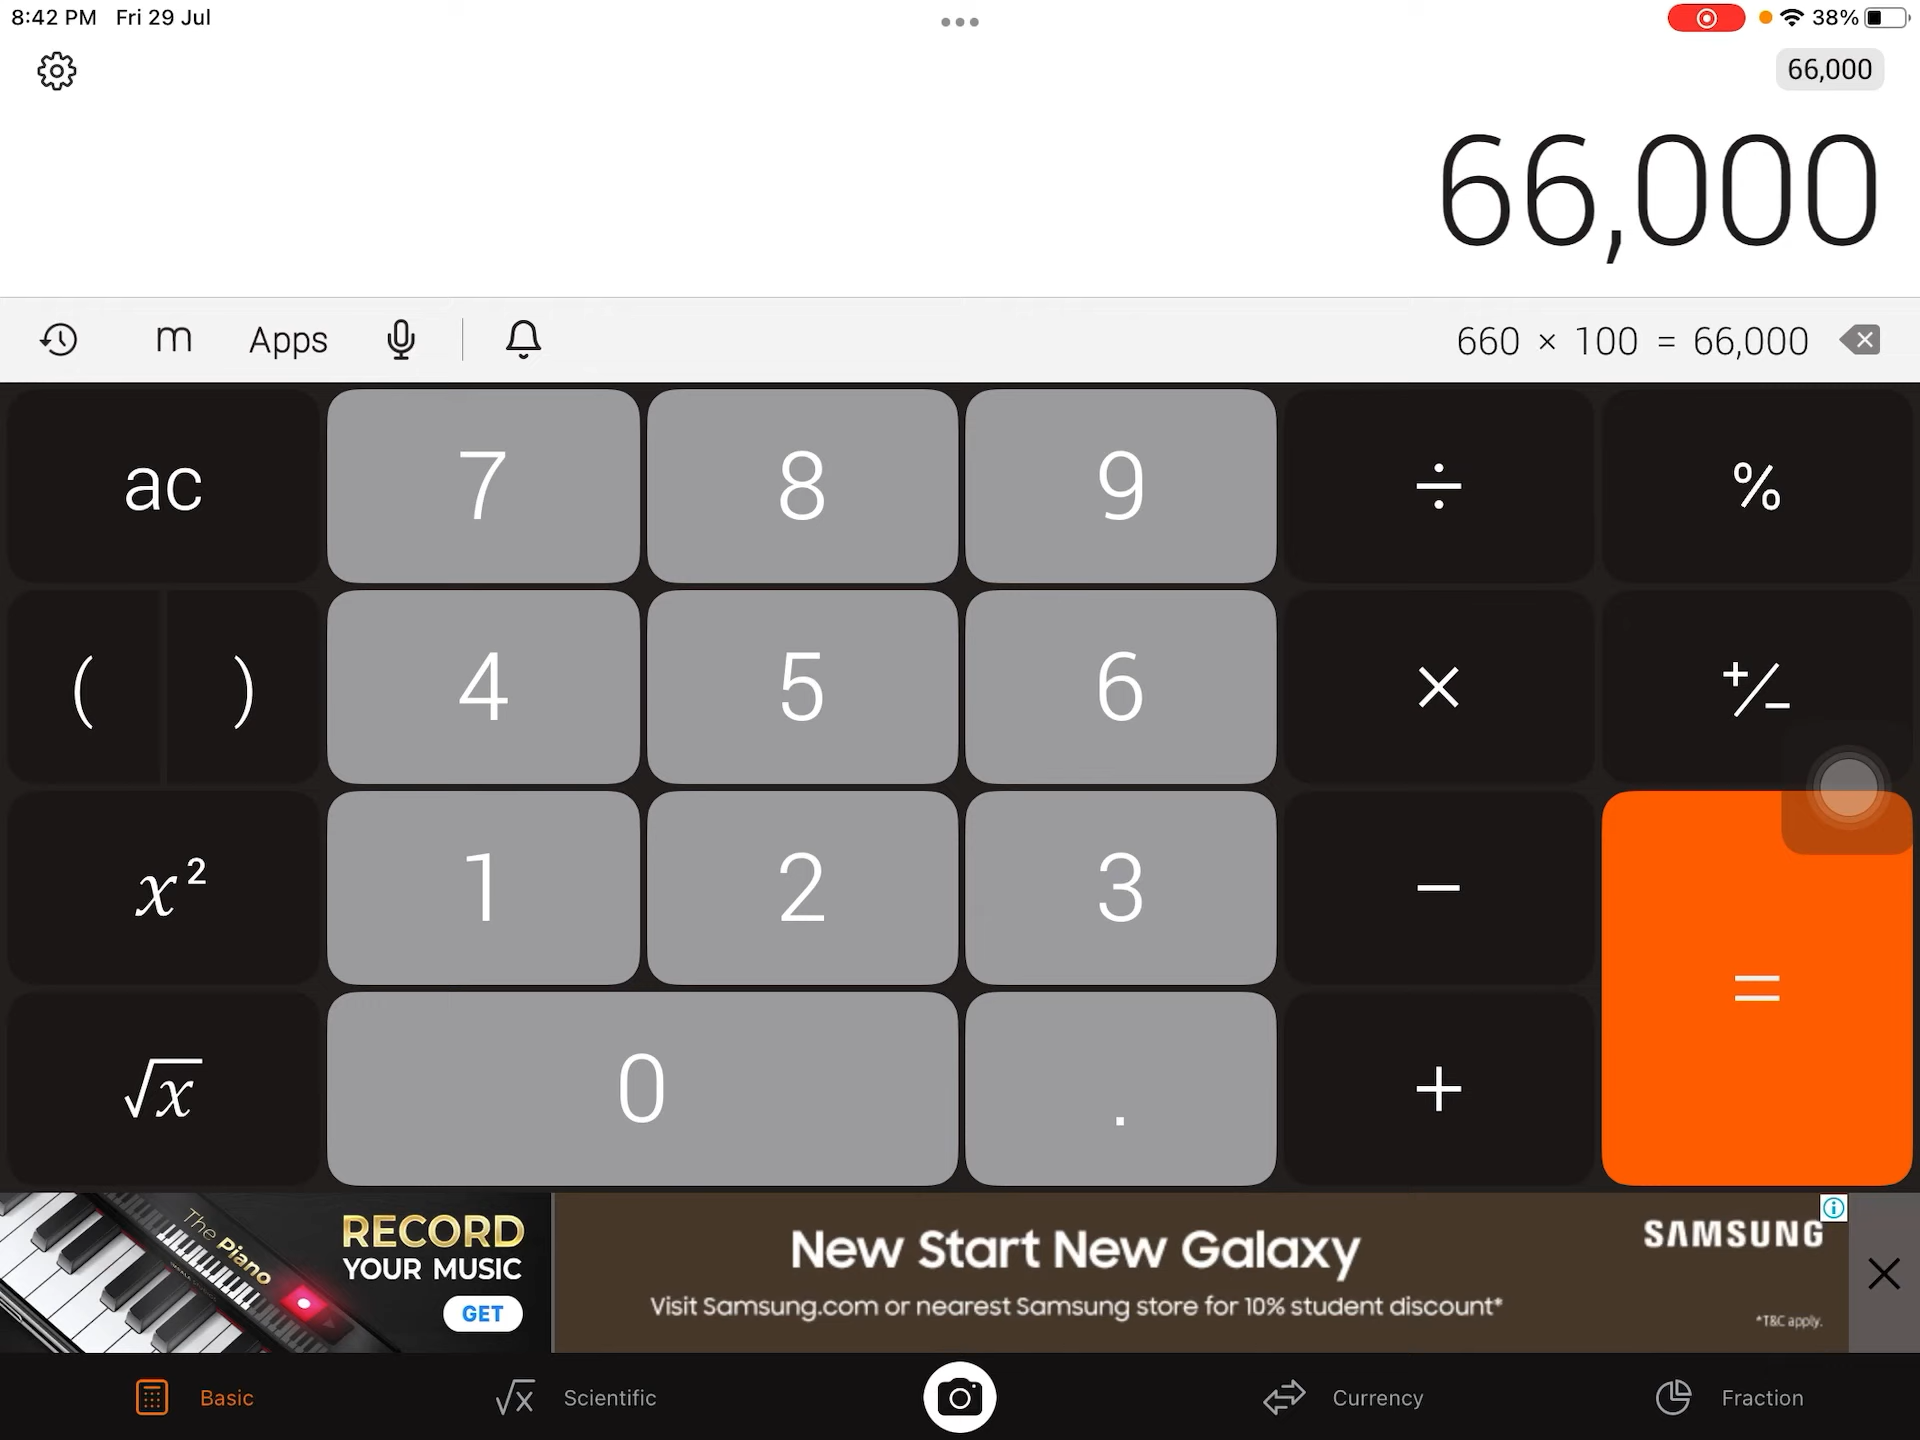 8:42 PM Fri 29 Jul
38%
66,000
66,000
m Apps
660 × 100 = 66,000
ac 7 8 9 ÷ %
( ) 4 5 6 × +/−
x² 1 2 3 −
=
√x 0 . +
The Piano
RECORD
YOUR MUSIC
GET
New Start New Galaxy
Visit Samsung.com or nearest Samsung store for 10% student discount*
SAMSUNG
*T&C apply.
Basic √x Scientific Currency Fraction